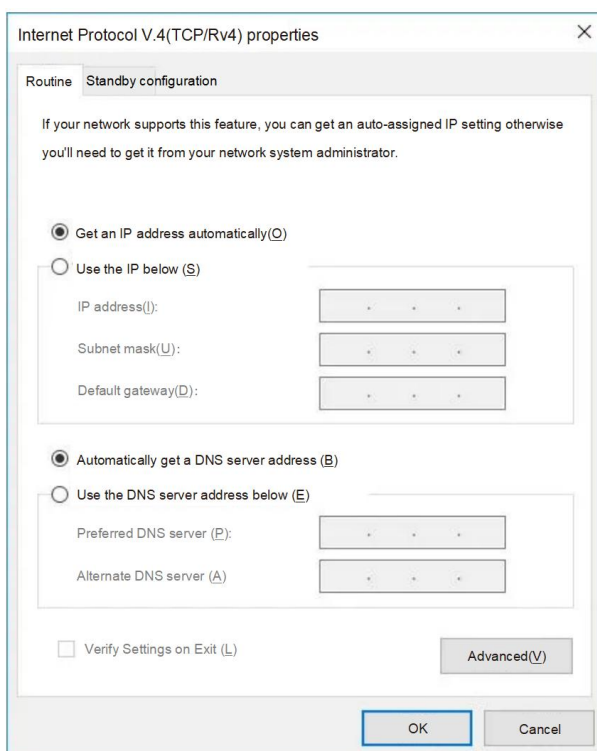 Internet Protocol V.4(TCP/Rv4) properties
Routine
Standby configuration
If your network supports this feature, you can get an auto-assigned IP setting otherwise
you'll need to get it from your network system administrator.
Get an IP address automatically(O)
Use the IP below (S)
IP address(I):
Subnet mask(U):
Default gateway(D):
Automatically get a DNS server address (B)
Use the DNS server address below (E)
Preferred DNS server (P):
Alternate DNS server (A)
Verify Settings on Exit (L)
Advanced(V)
OK
Cancel